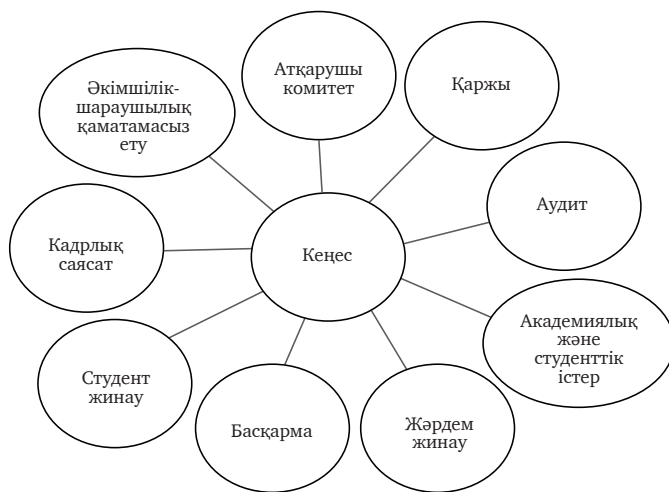 Атқарушы
комитет
Қаржы
Әкімшілік-
шараушылық
қаматамасыз
ету
Аудит
Кеңес
Кадрлық
саясат
Академиялық
және
студенттік
істер
Студент
жинау
Басқарма
Жәрдем
жинау